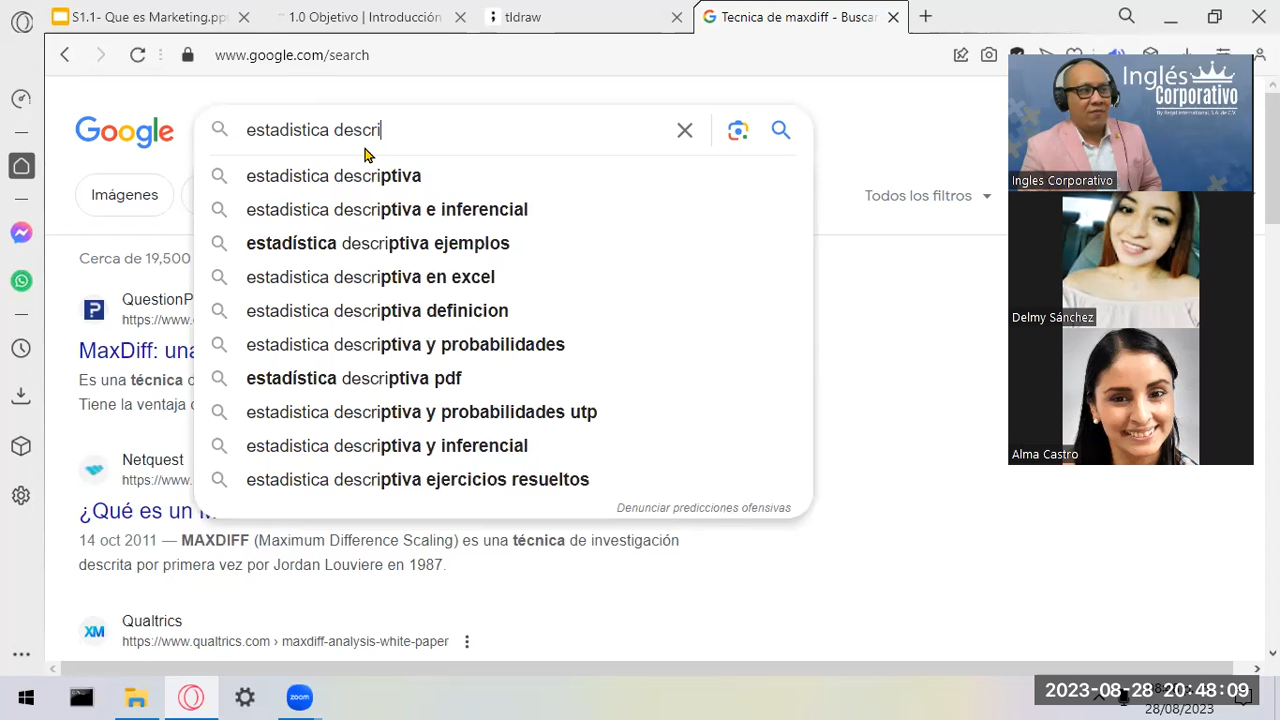 S1.1- Que es Marketing.pp
1.0 Objetivo | Introducción
tldraw
Tecnica de maxdiff - Buscar
www.google.com/search
Google
estadistica descri
Imágenes
Todos los filtros
estadistica descriptiva
estadistica descriptiva e inferencial
estadística descriptiva ejemplos
estadistica descriptiva en excel
estadistica descriptiva definicion
estadistica descriptiva y probabilidades
estadística descriptiva pdf
estadistica descriptiva y probabilidades utp
estadistica descriptiva y inferencial
estadistica descriptiva ejercicios resueltos
Denunciar predicciones ofensivas
Cerca de 19,500
QuestionP
https://www.
MaxDiff: una
Es una técnica d
Tiene la ventaja
Netquest
https://www.
¿Qué es un M
14 oct 2011 — MAXDIFF (Maximum Difference Scaling) es una técnica de investigación
descrita por primera vez por Jordan Louviere en 1987.
Qualtrics
https://www.qualtrics.com › maxdiff-analysis-white-paper
XM
Inglés
Corporativo
By Regal International, S.A. de C.V.
Ingles Corporativo
Delmy Sánchez
Alma Castro
zoom
2023-08-28 20:48:09
28/08/2023